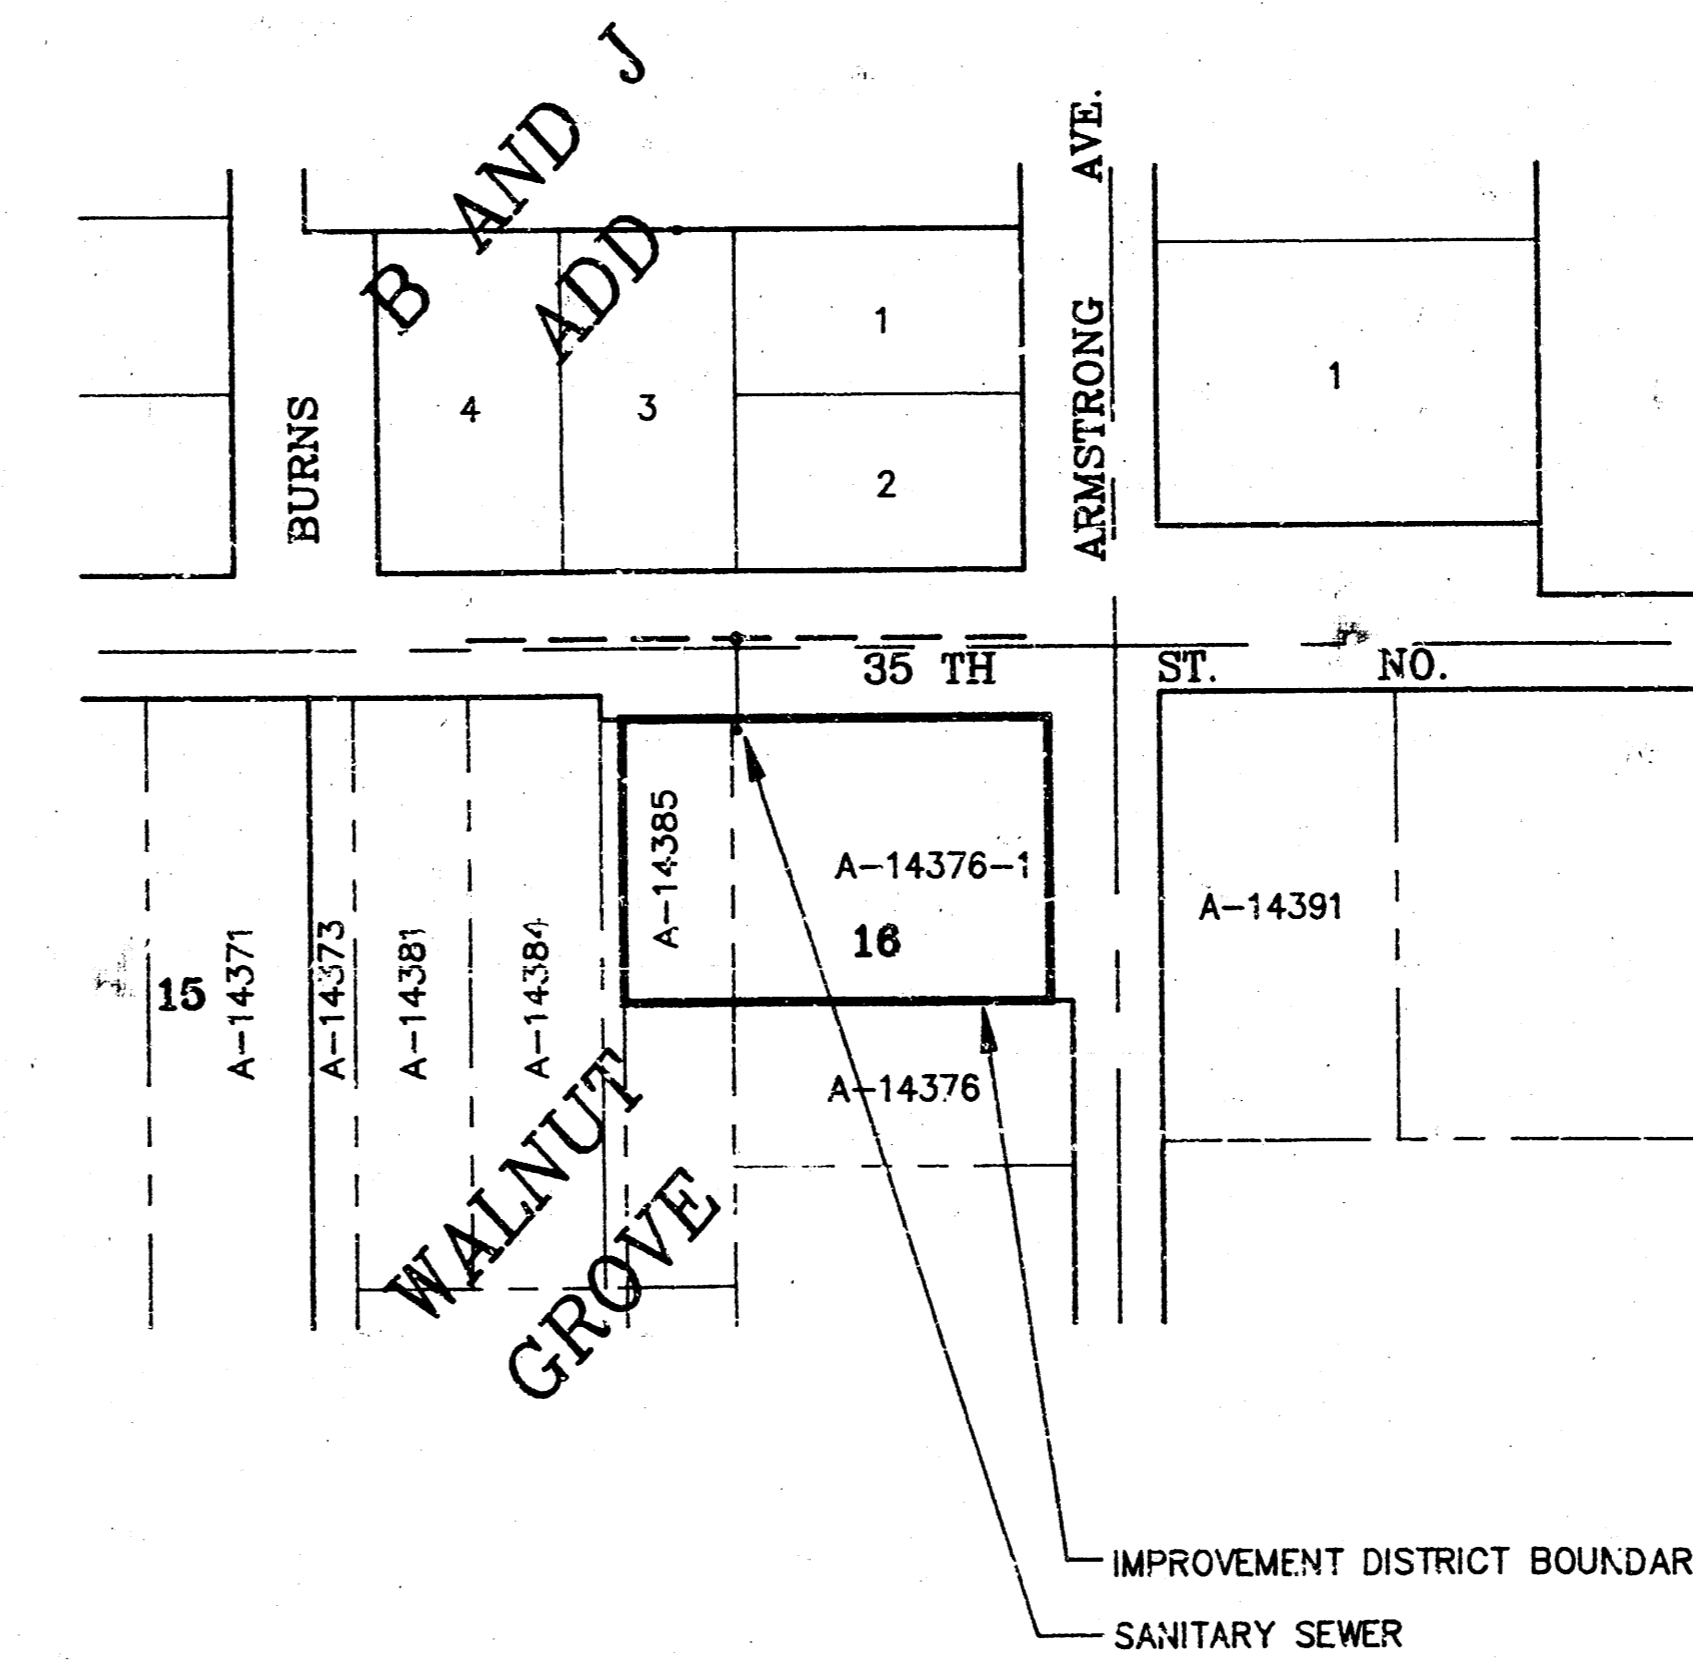 B AND J
ADD
BURNS
ARMSTRONG AVE.
1
1
4
3
2
35 TH ST. NO.
A-14385
A-14376-1
16
A-14391
15
A-14371
A-14373
A-14381
A-14384
A-14376
WALNUT
GROVE
IMPROVEMENT DISTRICT BOUNDAR
SANITARY SEWER